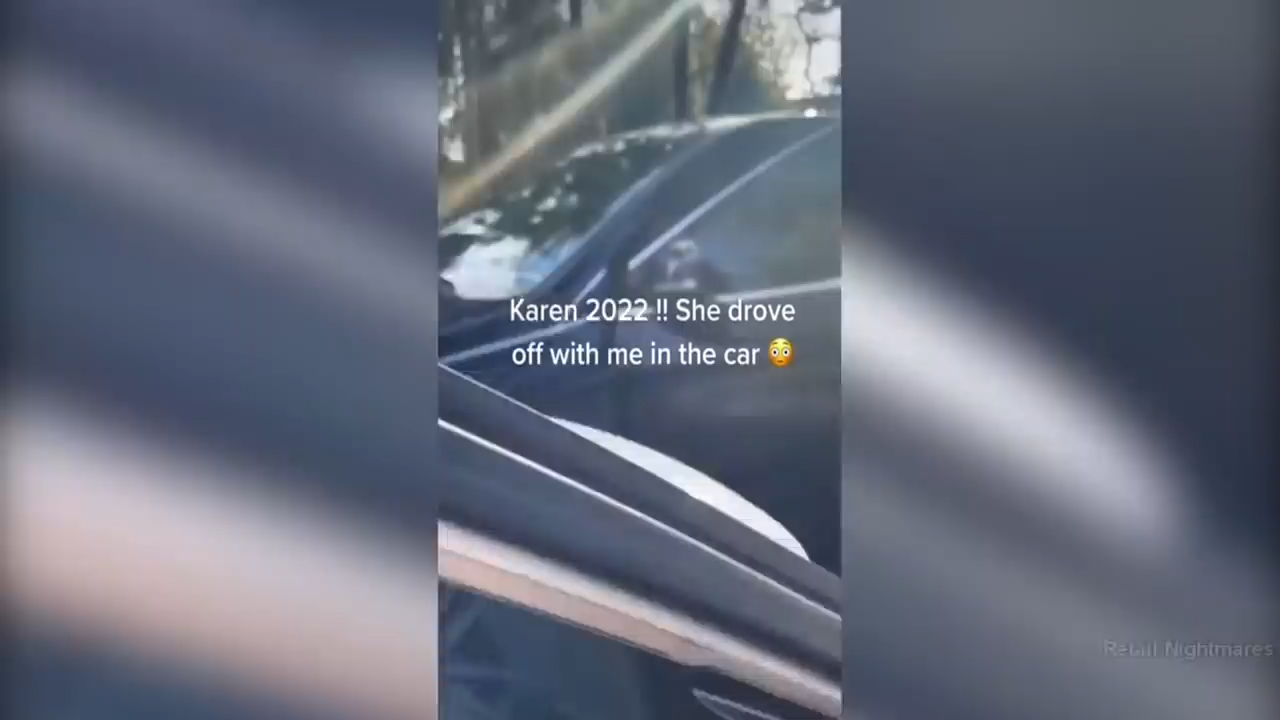 Karen 2022 !! She drove
off with me in the car 😳
Retail Nightmares